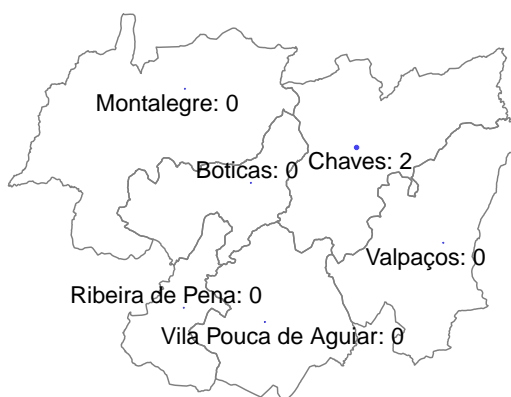 Montalegre: 0
Boticas: 0
Chaves: 2
Valpaços: 0
Ribeira de Pena: 0
Vila Pouca de Aguiar: 0